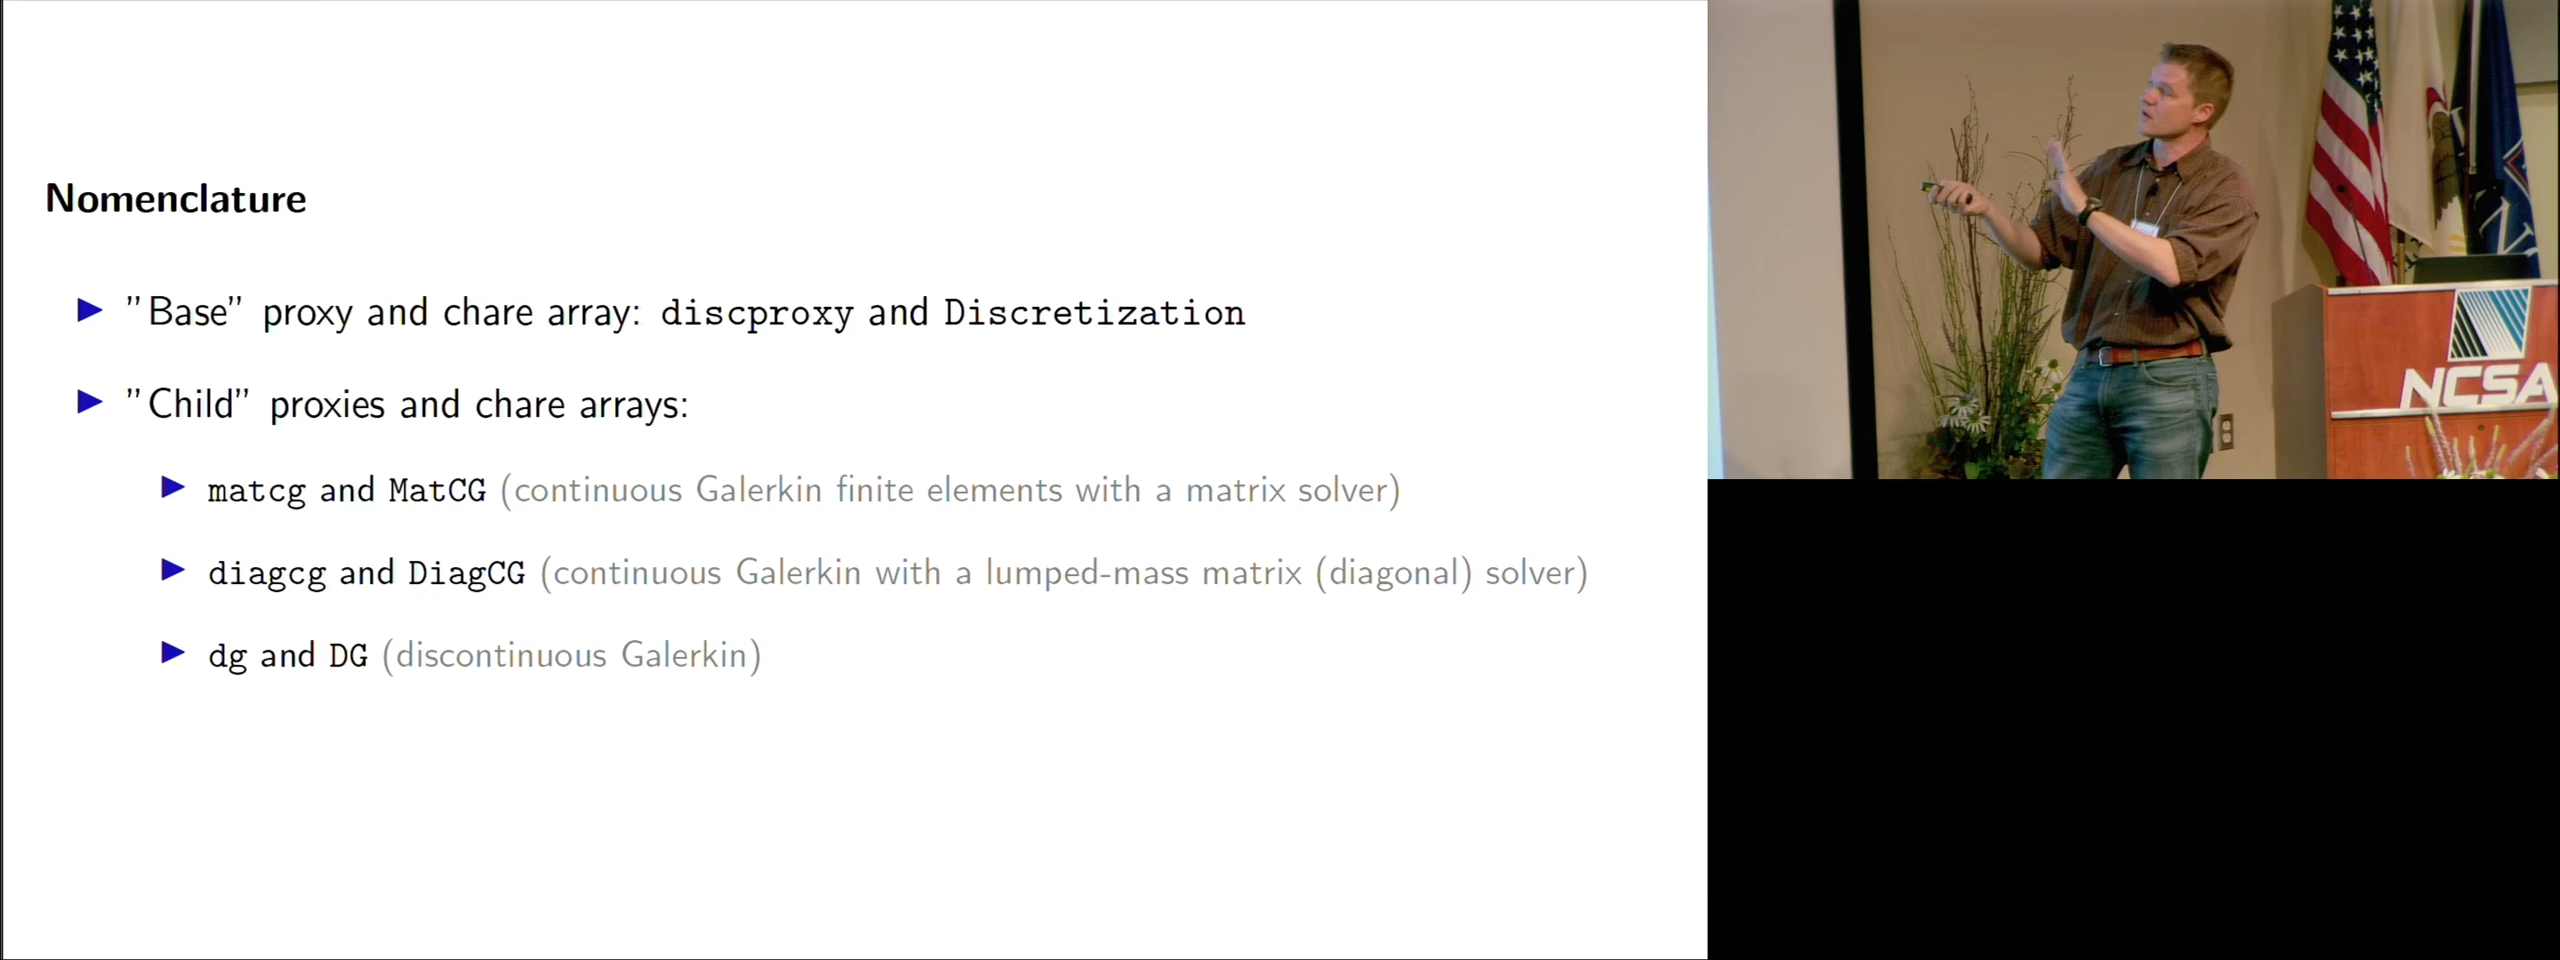 Nomenclature
"Base" proxy and chare array: discproxy and Discretization
"Child" proxies and chare arrays:
matcg and MatCG (continuous Galerkin finite elements with a matrix solver)
diagcg and DiagCG (continuous Galerkin with a lumped-mass matrix (diagonal) solver)
dg and DG (discontinuous Galerkin)
NCSA